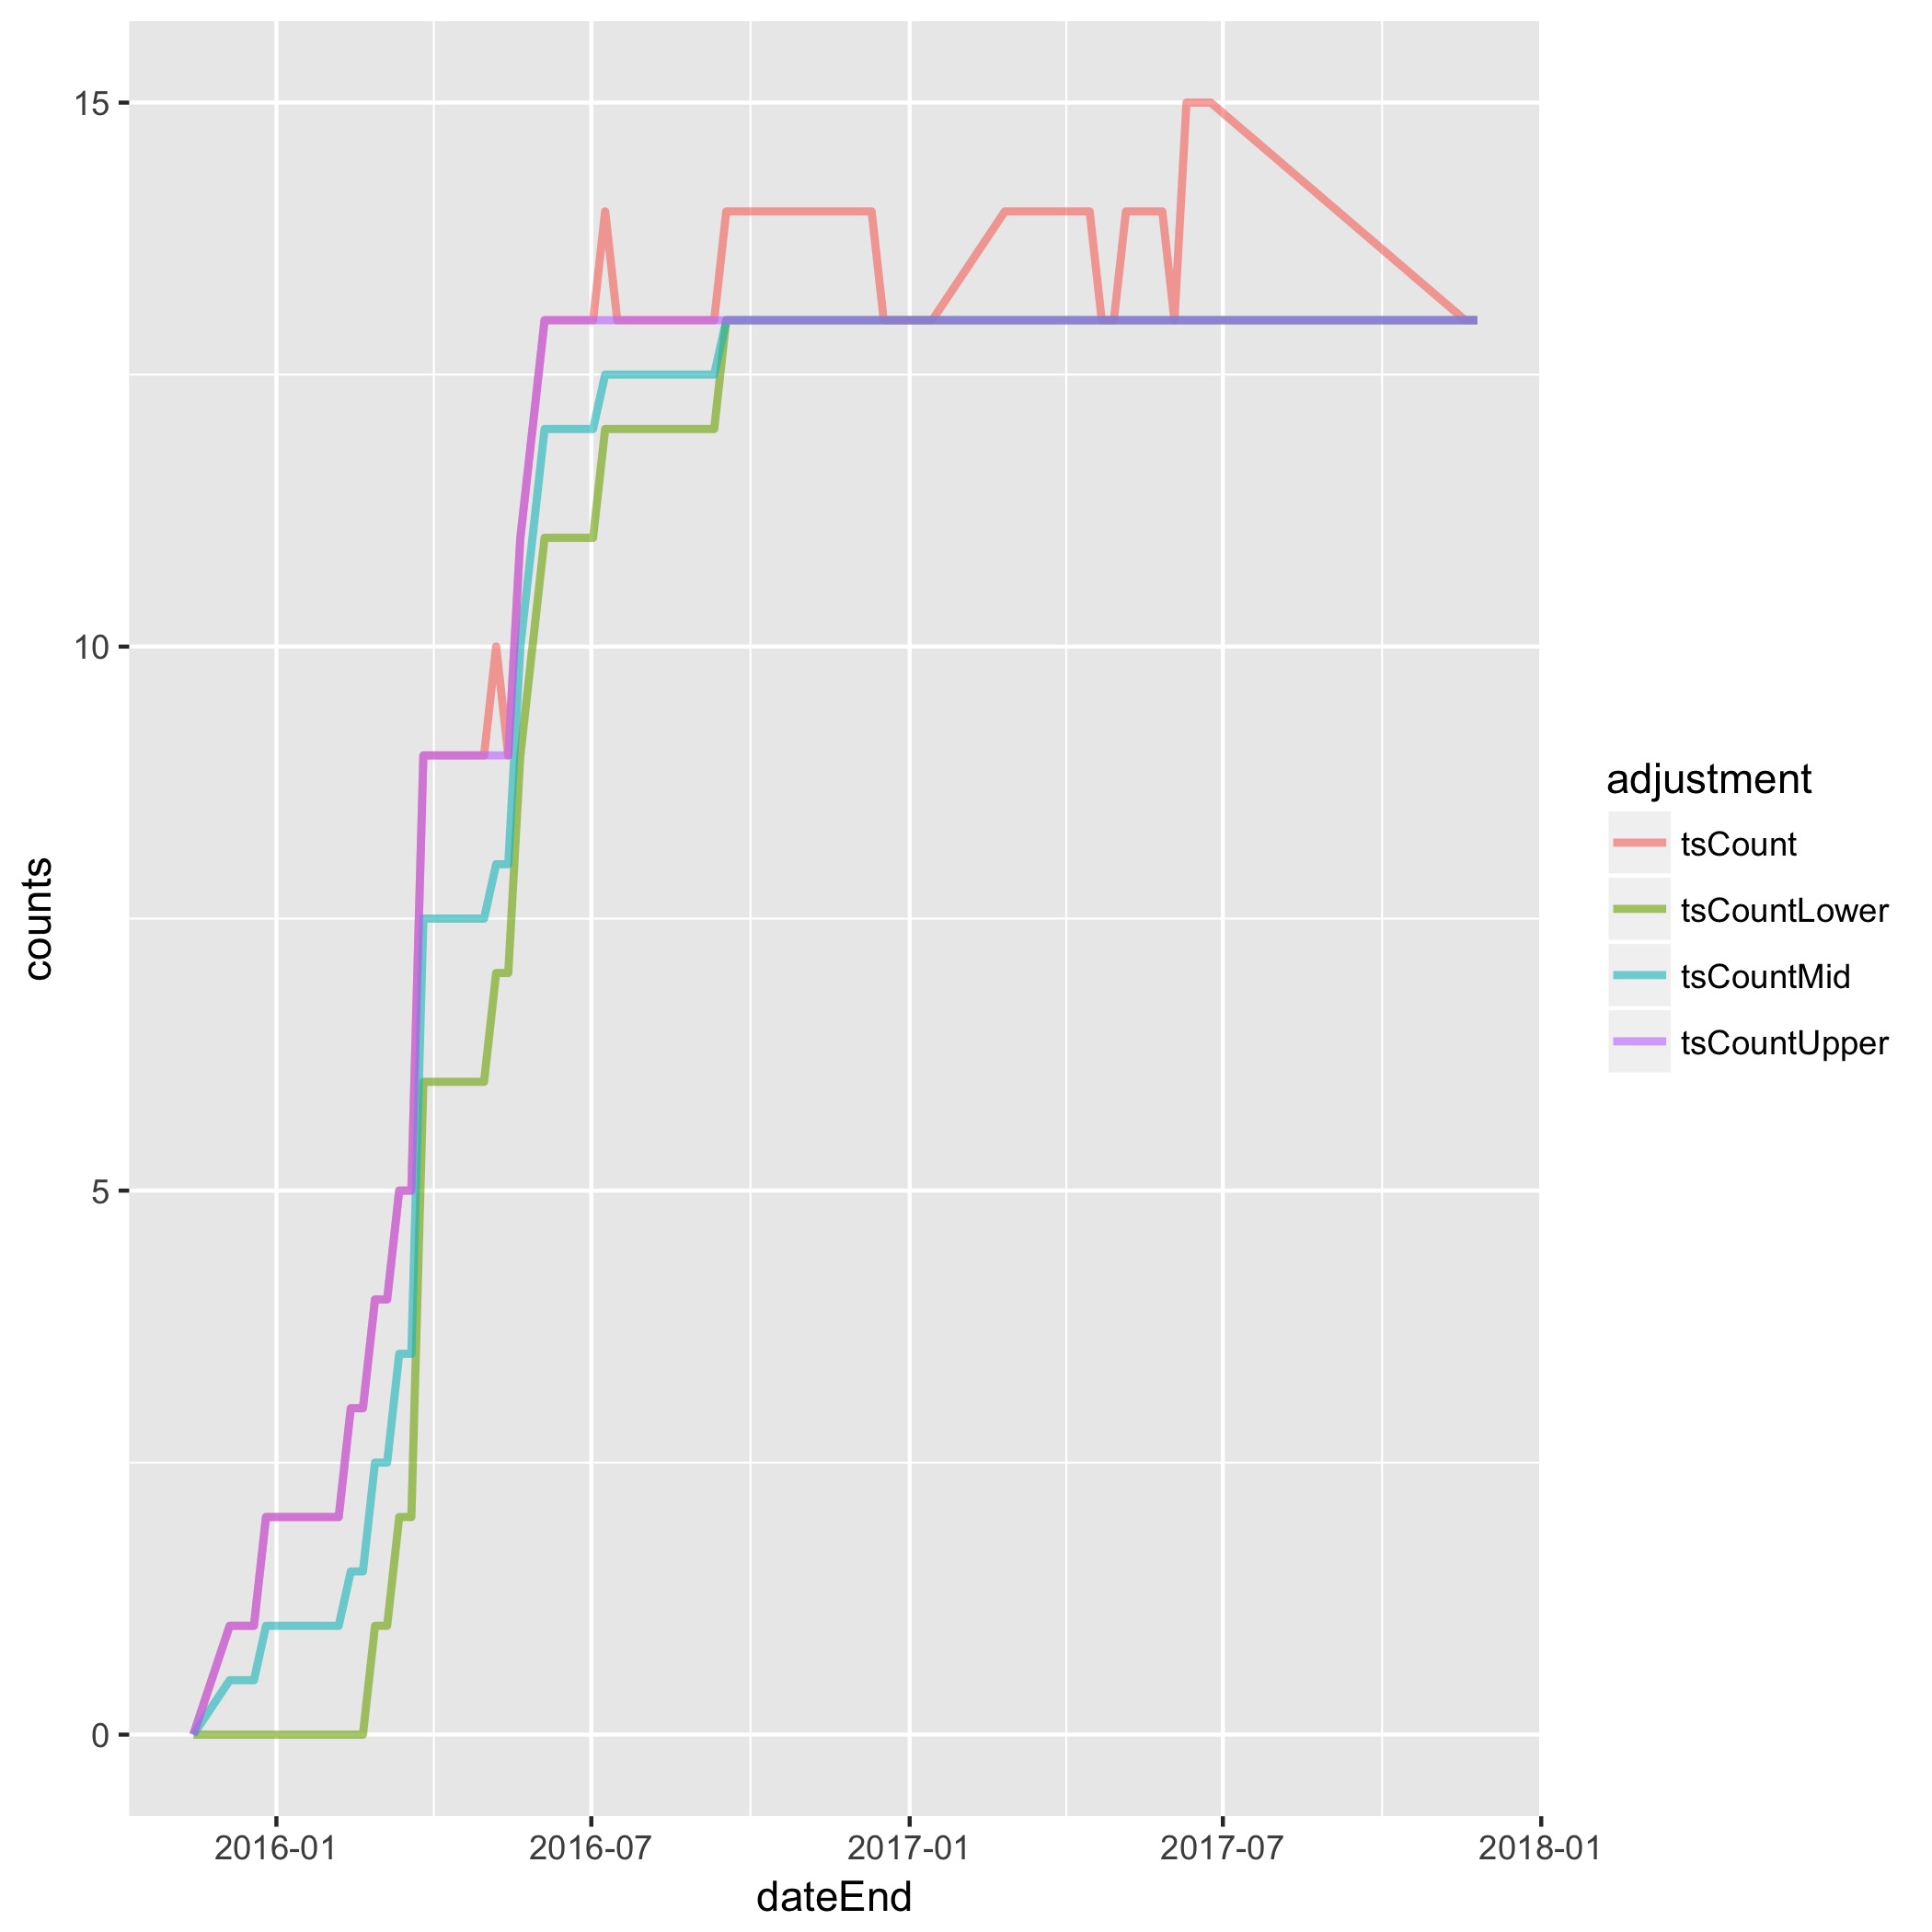 15
10
5
0
counts
2016-01
2016-07
2017-01
2017-07
2018-01
dateEnd
adjustment
tsCount
tsCountLower
tsCountMid
tsCountUpper